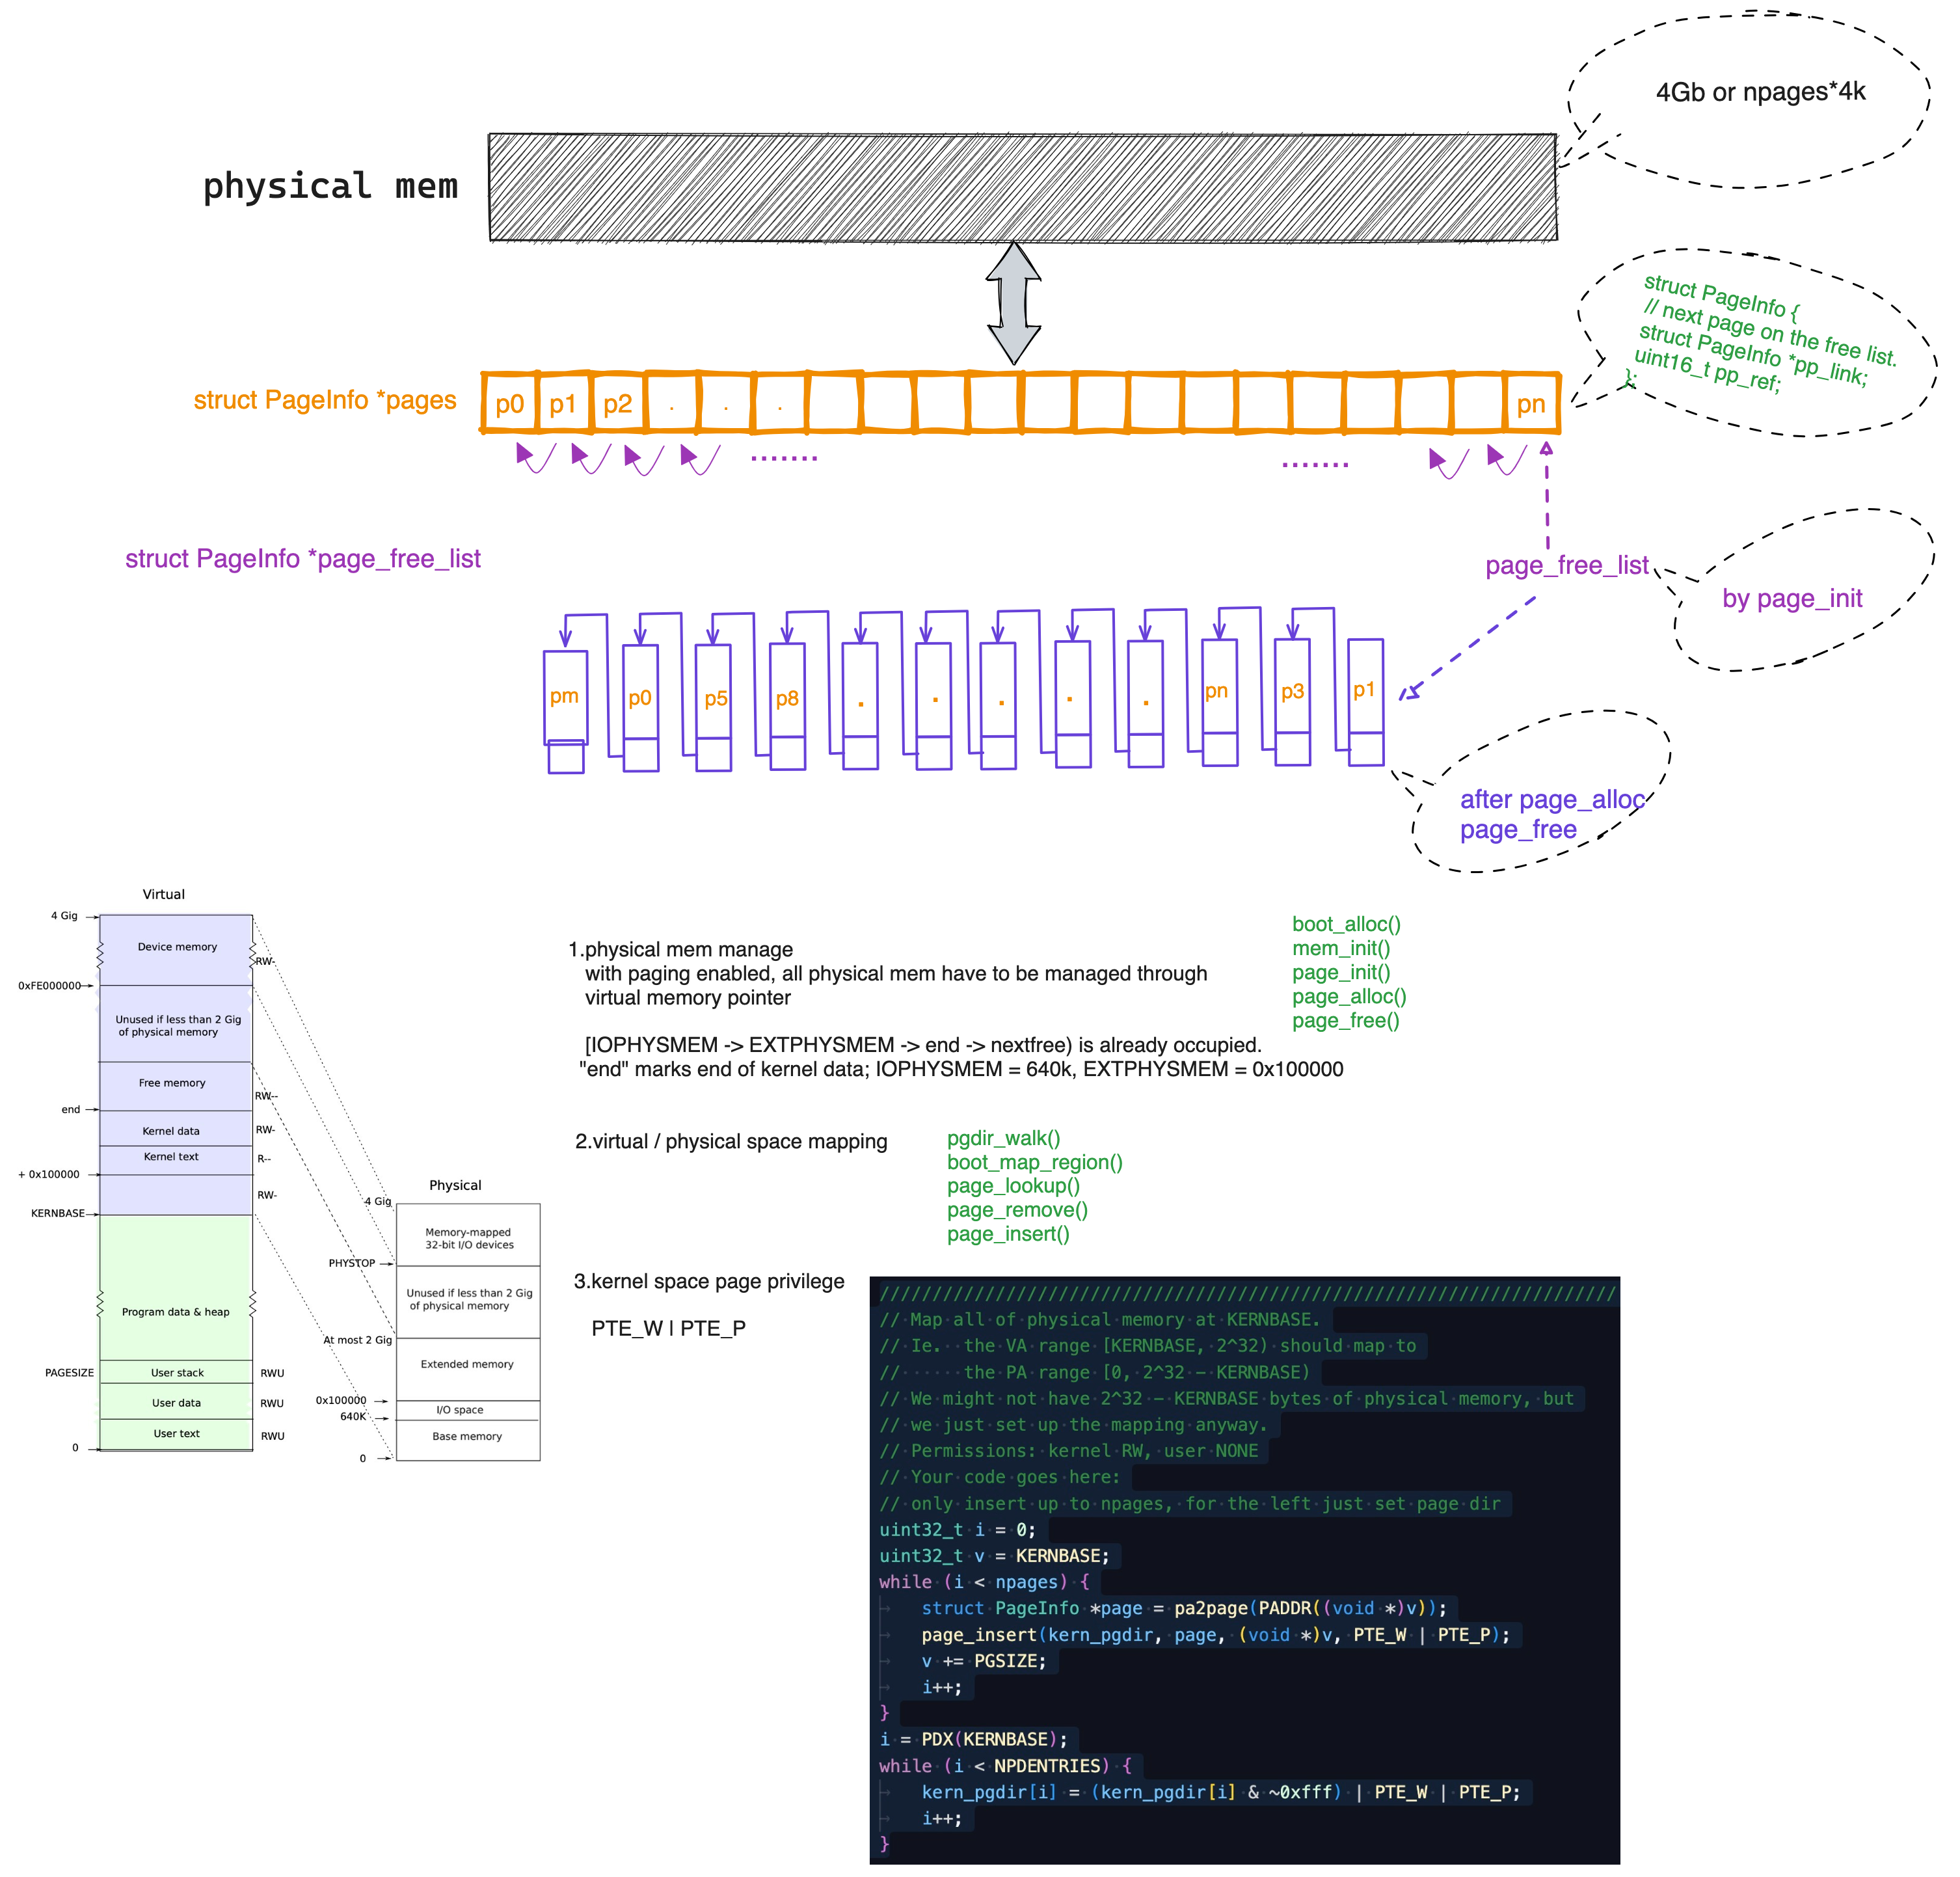 4Gb or npages*4k
physical mem
struct PageInfo {
// next page on the free list.
struct PageInfo *pp_link;
uint16_t pp_ref;
};
struct PageInfo *pages
p0 p1 p2 . . . pn
.......
.......
struct PageInfo *page_free_list
page_free_list
by page_init
pm p0 p5 p8 . . . . . pn p3 p1
after page_alloc
page_free
Virtual
4 Gig
Device memory
RW-
0xFE000000
Unused if less than 2 Gig
of physical memory
Free memory
RW--
end
Kernel data
RW-
Kernel text
R--
+ 0x100000
RW-
KERNBASE
Program data & heap
PAGESIZE
User stack
RWU
User data
RWU
User text
RWU
0
Physical
4 Gig
Memory-mapped
32-bit I/O devices
PHYSTOP
Unused if less than 2 Gig
of physical memory
At most 2 Gig
Extended memory
0x100000
I/O space
640K
Base memory
0
1.physical mem manage
with paging enabled, all physical mem have to be managed through
virtual memory pointer
[IOPHYSMEM -> EXTPHYSMEM -> end -> nextfree) is already occupied.
"end" marks end of kernel data; IOPHYSMEM = 640k, EXTPHYSMEM = 0x100000
boot_alloc()
mem_init()
page_init()
page_alloc()
page_free()
2.virtual / physical space mapping
pgdir_walk()
boot_map_region()
page_lookup()
page_remove()
page_insert()
3.kernel space page privilege
PTE_W | PTE_P
//////////////////////////////////////////////////////////////////////
// Map all of physical memory at KERNBASE.
// Ie.  the VA range [KERNBASE, 2^32) should map to
//      the PA range [0, 2^32 - KERNBASE)
// We might not have 2^32 - KERNBASE bytes of physical memory, but
// we just set up the mapping anyway.
// Permissions: kernel RW, user NONE
// Your code goes here:
// only insert up to npages, for the left just set page dir
uint32_t i = 0;
uint32_t v = KERNBASE;
while (i < npages) {
struct PageInfo *page = pa2page(PADDR((void *)v));
page_insert(kern_pgdir, page, (void *)v, PTE_W | PTE_P);
v += PGSIZE;
i++;
}
i = PDX(KERNBASE);
while (i < NPDENTRIES) {
kern_pgdir[i] = (kern_pgdir[i] & ~0xfff) | PTE_W | PTE_P;
i++;
}